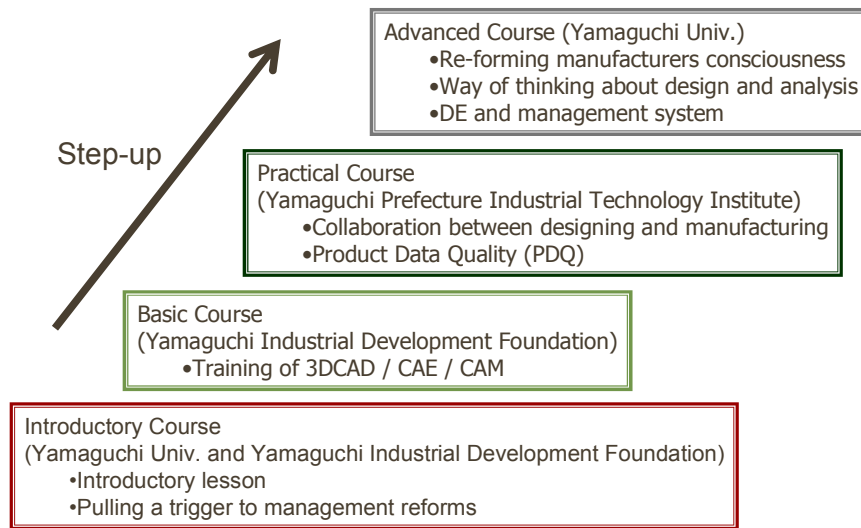 Advanced Course (Yamaguchi Univ.)
•Re-forming manufacturers consciousness
•Way of thinking about design and analysis
•DE and management system
Step-up
Practical Course
(Yamaguchi Prefecture Industrial Technology Institute)
•Collaboration between designing and manufacturing
•Product Data Quality (PDQ)
Basic Course
(Yamaguchi Industrial Development Foundation)
•Training of 3DCAD / CAE / CAM
Introductory Course
(Yamaguchi Univ. and Yamaguchi Industrial Development Foundation)
•Introductory lesson
•Pulling a trigger to management reforms